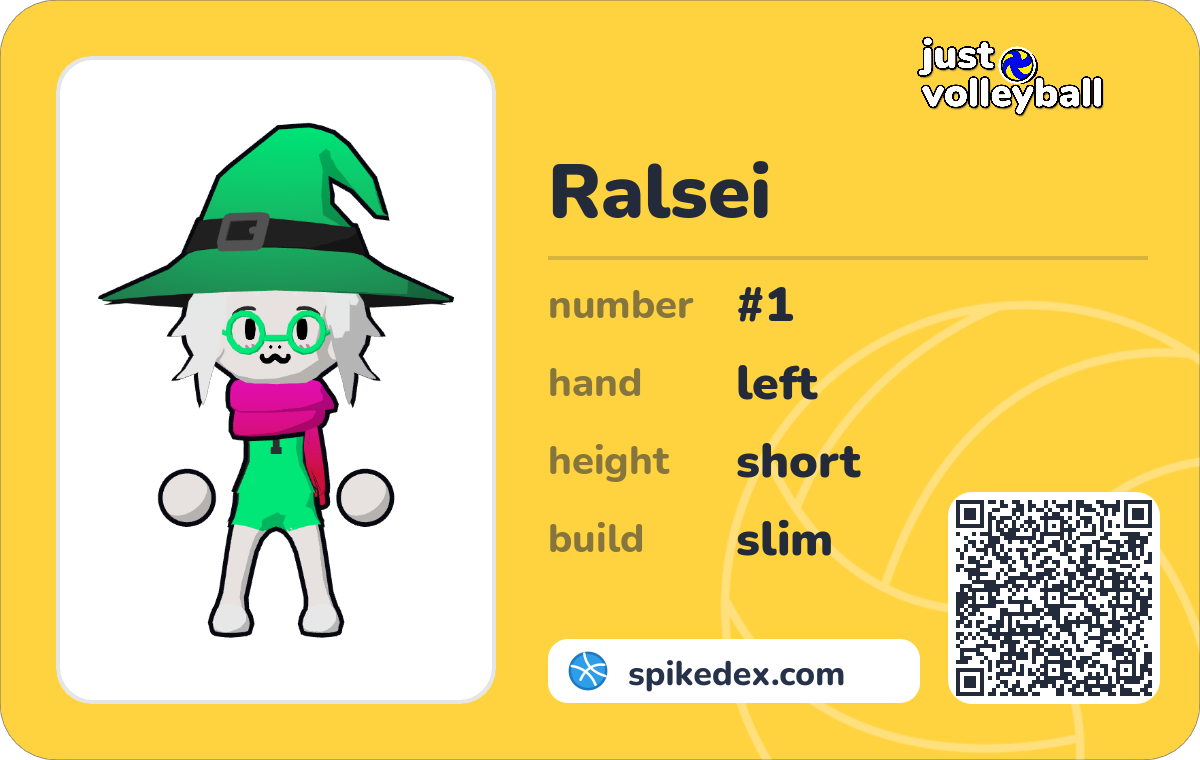 just
volleyball
Ralsei
number #1
hand left
height short
build slim
spikedex.com